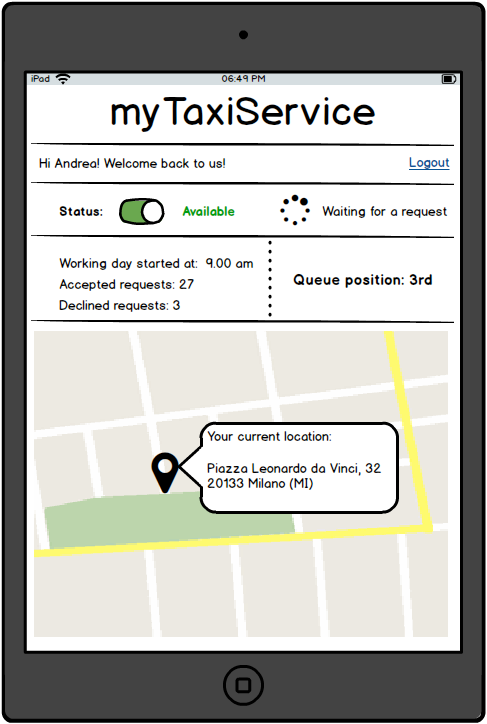 iPad 06:49 PM
myTaxiService
Hi Andrea! Welcome back to us! Logout
Status: Available Waiting for a request
Working day started at: 9.00 am
Accepted requests: 27
Declined requests: 3
Queue position: 3rd
Your current location:
Piazza Leonardo da Vinci, 32
20133 Milano (MI)